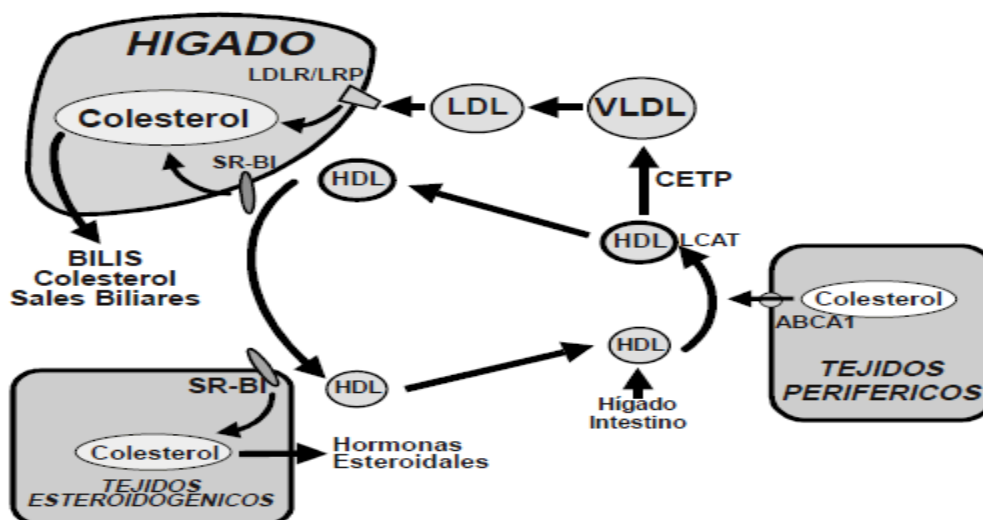 HIGADO
LDLR/LRP
Colesterol
LDL
VLDL
SR-BI
HDL
CETP
HDL
LCAT
BILIS
Colesterol
Sales Biliares
Colesterol
ABCA1
TEJIDOS
PERIFERICOS
HDL
Hígado
Intestino
SR-BI
HDL
Colesterol
Hormonas
Esteroidales
TEJIDOS
ESTEROIDOGENICOS